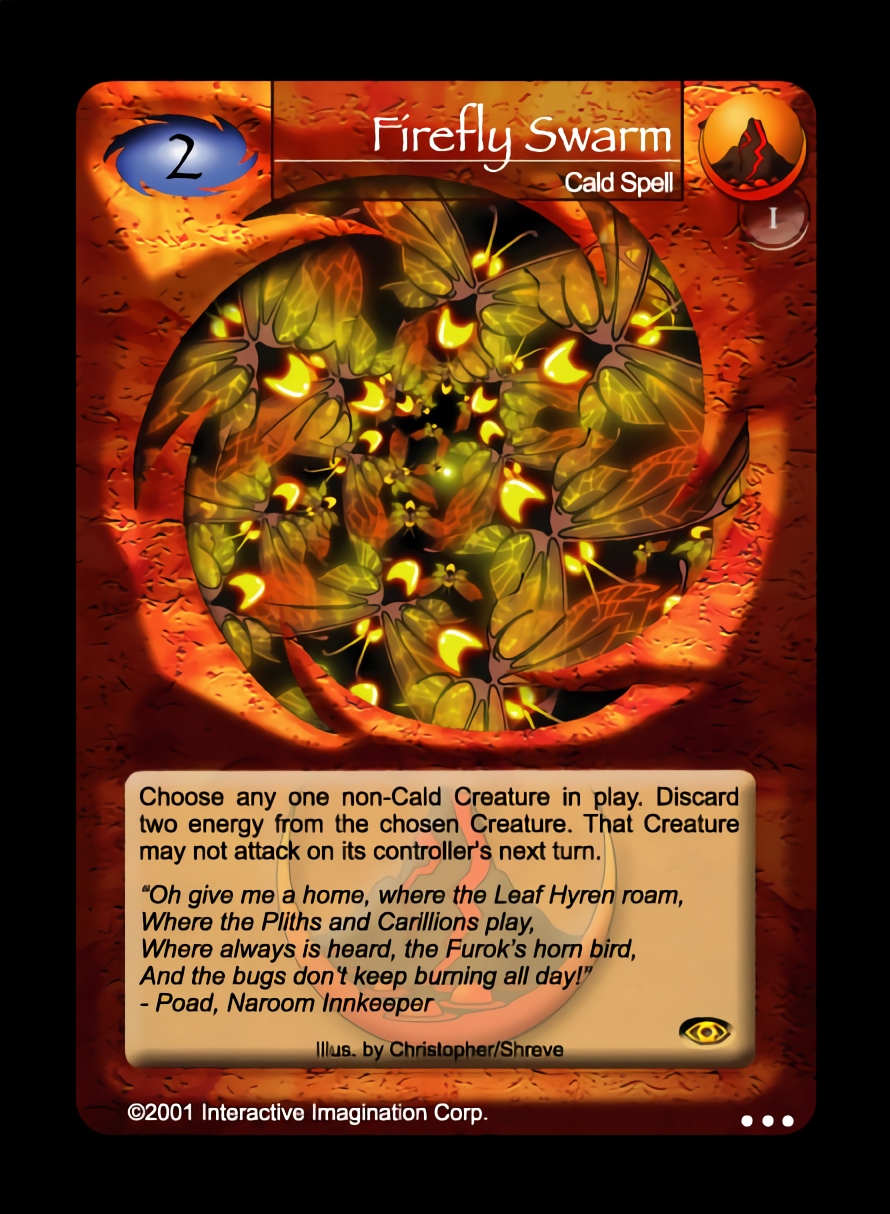 2
Firefly Swarm
Cald Spell
I
Choose any one non-Cald Creature in play. Discard
two energy from the chosen Creature. That Creature
may not attack on its controller's next turn.
“Oh give me a home, where the Leaf Hyren roam,
Where the Pliths and Carillions play,
Where always is heard, the Furok's horn bird,
And the bugs don't keep burning all day!”
- Poad, Naroom Innkeeper
Illus. by Christopher/Shreve
©2001 Interactive Imagination Corp.